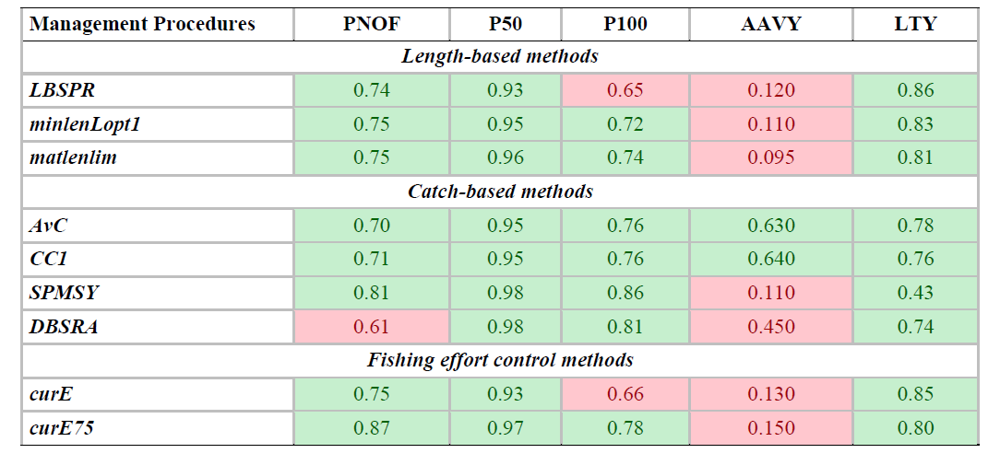 Management Procedures PNOF P50 P100 AAVY LTY
Length-based methods
LBSPR 0.74 0.93 0.65 0.120 0.86
minlenLopt1 0.75 0.95 0.72 0.110 0.83
matlenlim 0.75 0.96 0.74 0.095 0.81
Catch-based methods
AvC 0.70 0.95 0.76 0.630 0.78
CC1 0.71 0.95 0.76 0.640 0.76
SPMSY 0.81 0.98 0.86 0.110 0.43
DBSRA 0.61 0.98 0.81 0.450 0.74
Fishing effort control methods
curE 0.75 0.93 0.66 0.130 0.85
curE75 0.87 0.97 0.78 0.150 0.80